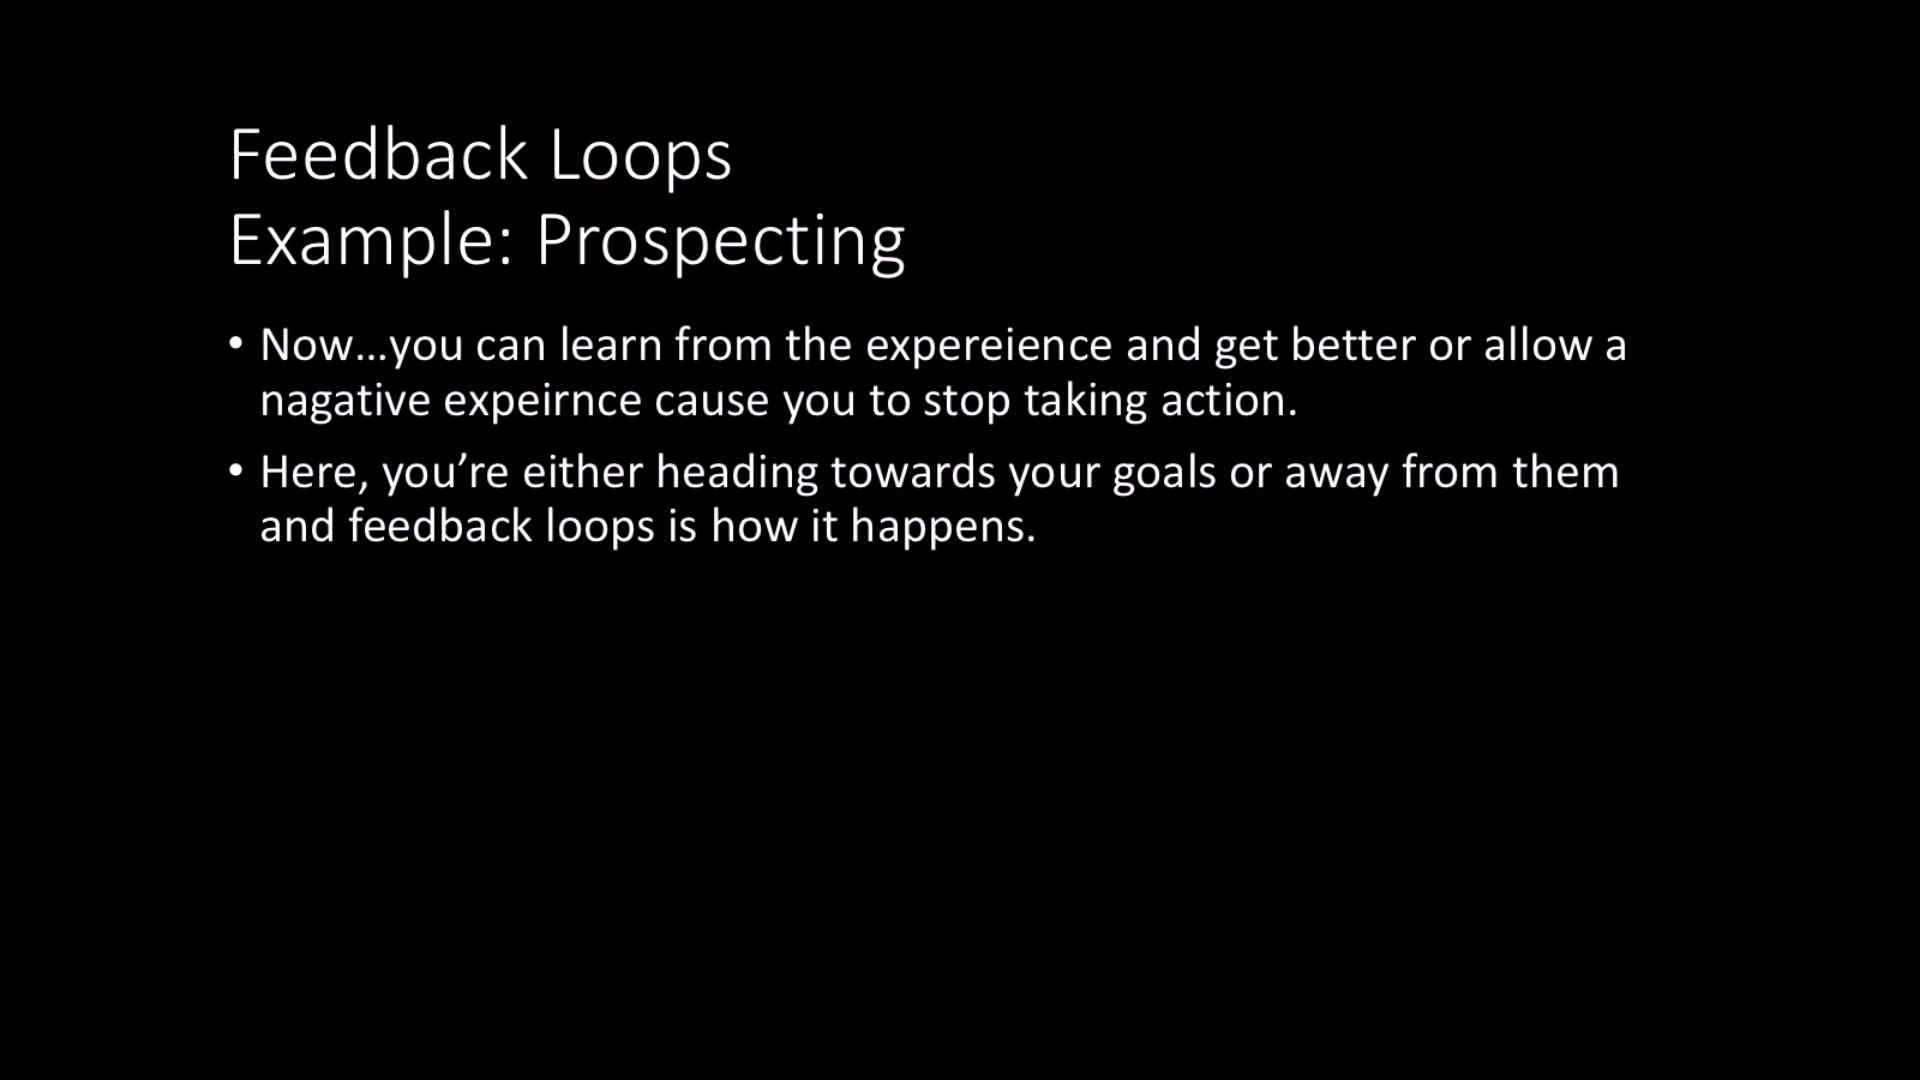 Feedback Loops
Example: Prospecting
• Now...you can learn from the expereience and get better or allow a
nagative expeirnce cause you to stop taking action.
• Here, you’re either heading towards your goals or away from them
and feedback loops is how it happens.